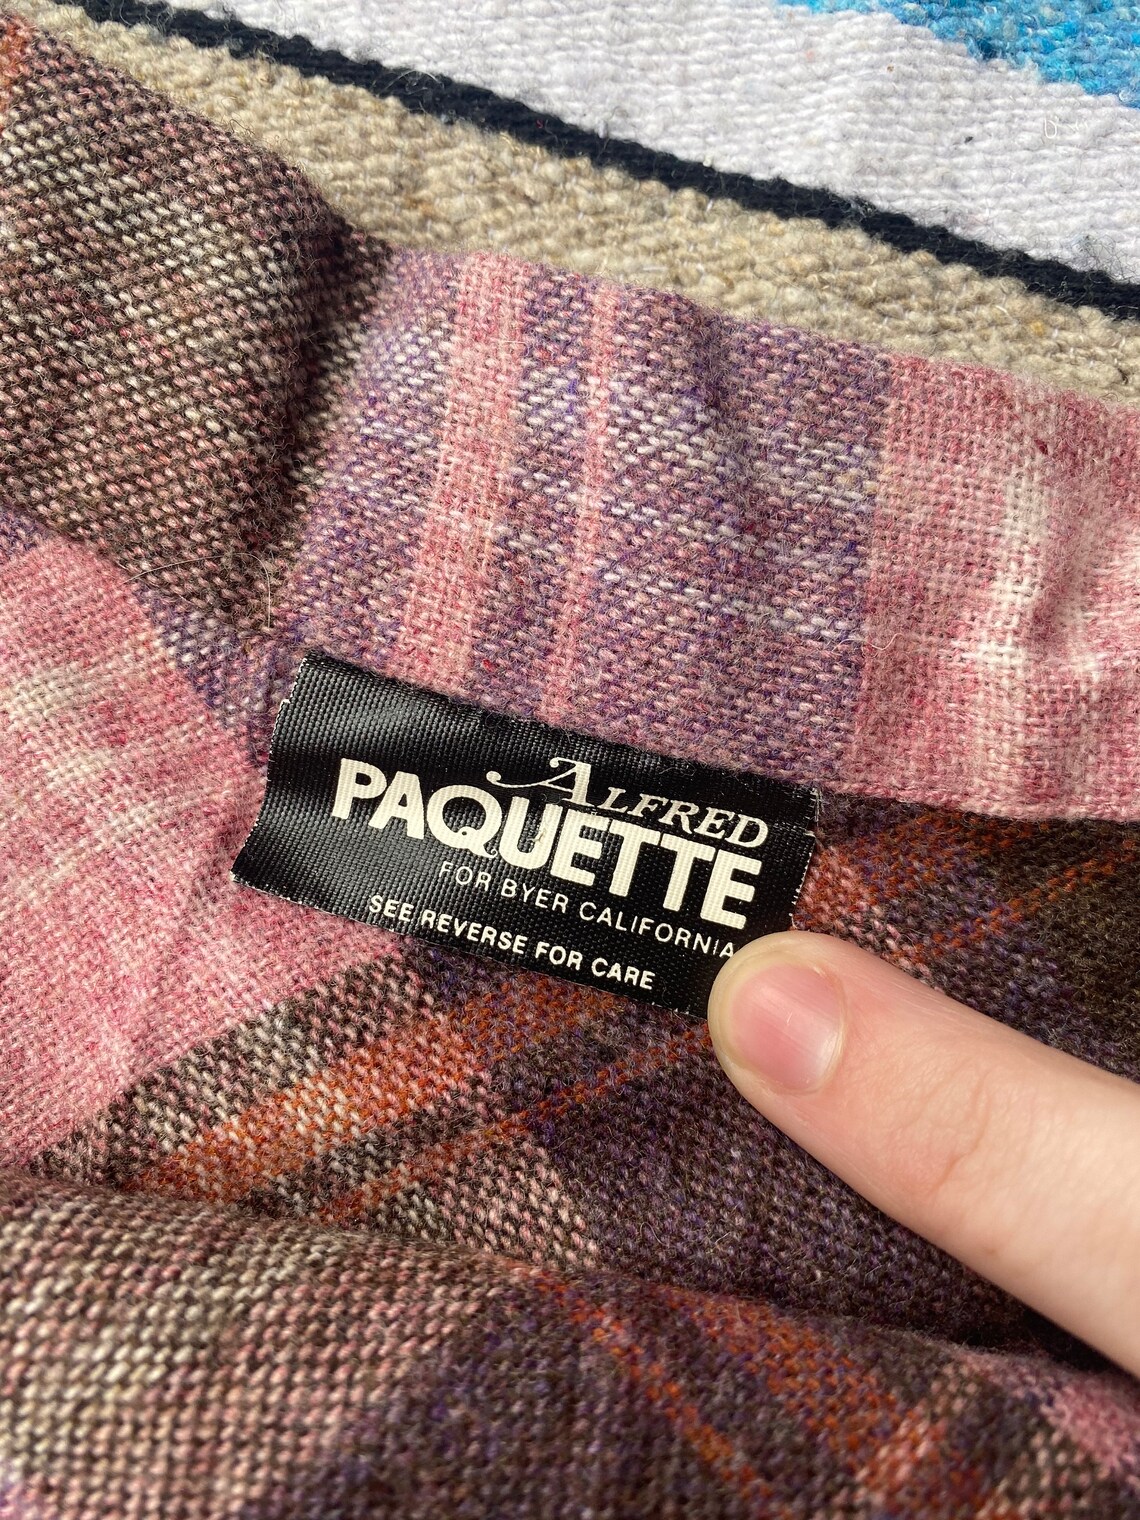 ALFRED
PAQUETTE
FOR BYER CALIFORNIA
SEE REVERSE FOR CARE